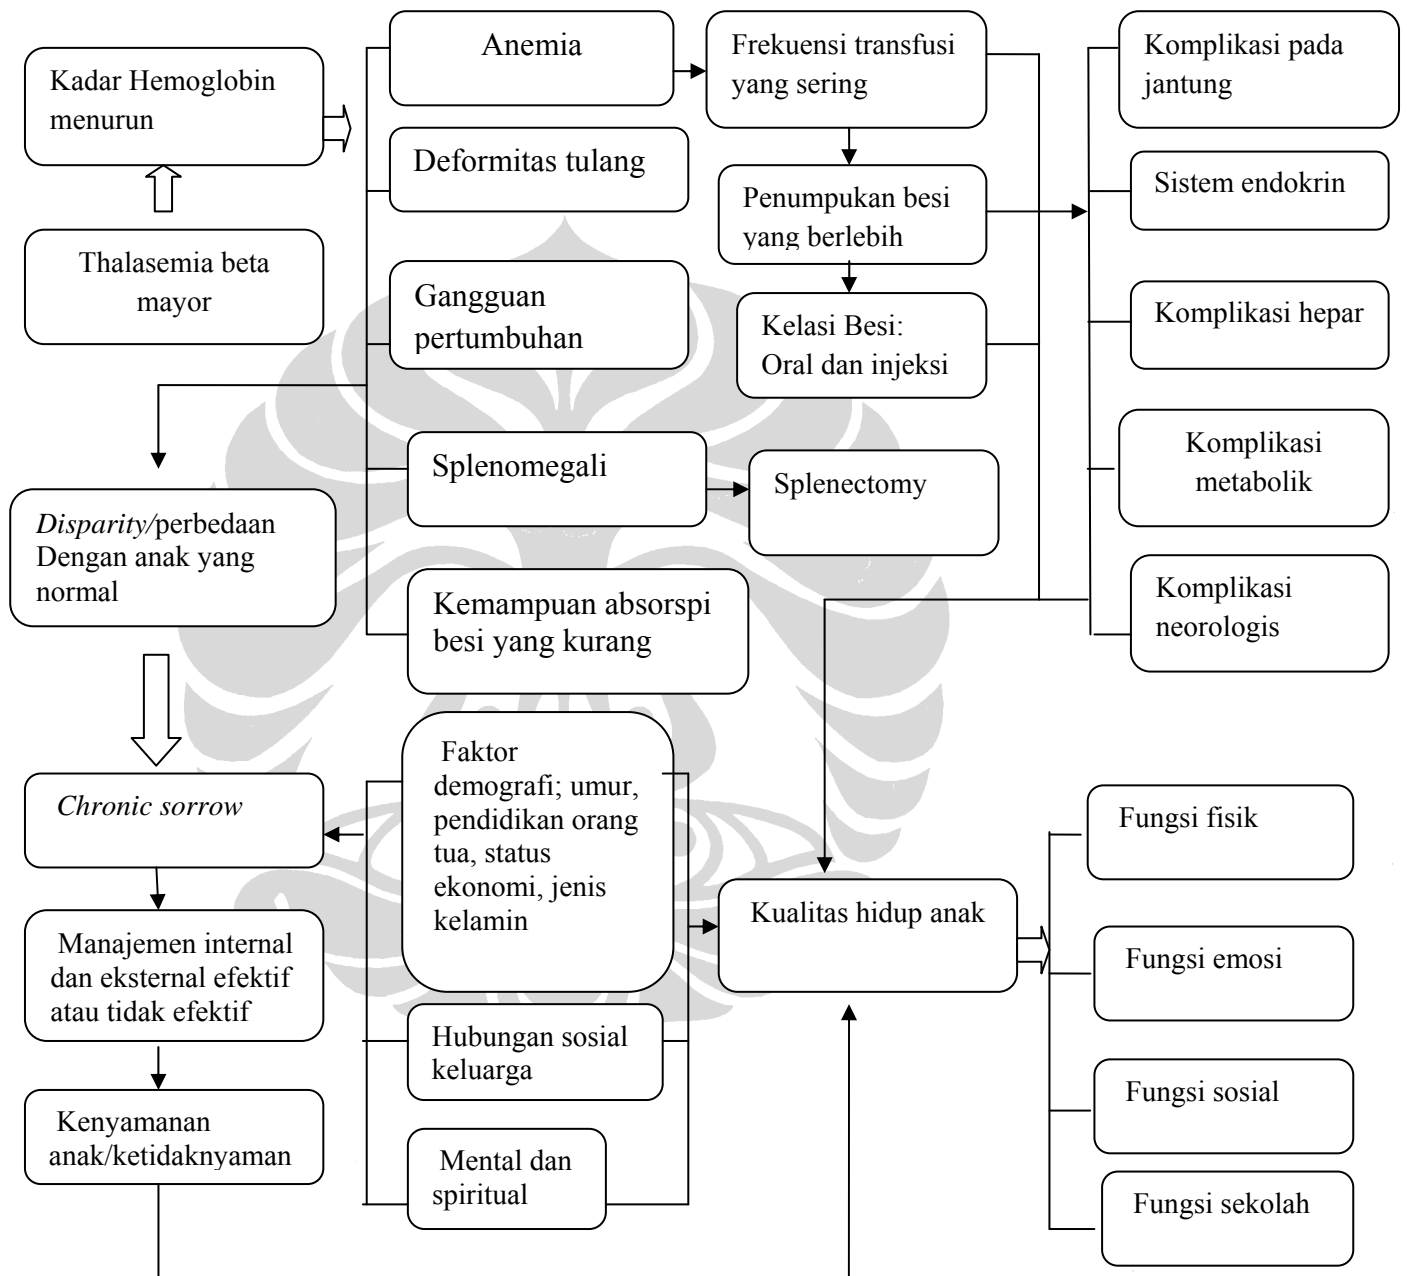 Kadar Hemoglobin
menurun
Thalasemia beta
mayor
Anemia
Deformitas tulang
Gangguan
pertumbuhan
Splenomegali
Kemampuan absorspi
besi yang kurang
Frekuensi transfusi
yang sering
Penumpukan besi
yang berlebih
Kelasi Besi:
Oral dan injeksi
Splenectomy
Komplikasi pada
jantung
Sistem endokrin
Komplikasi hepar
Komplikasi
metabolik
Komplikasi
neorologis
Disparity/perbedaan
Dengan anak yang
normal
Chronic sorrow
Manajemen internal
dan eksternal efektif
atau tidak efektif
Kenyamanan
anak/ketidaknyaman
Faktor
demografi; umur,
pendidikan orang
tua, status
ekonomi, jenis
kelamin
Hubungan sosial
keluarga
Mental dan
spiritual
Kualitas hidup anak
Fungsi fisik
Fungsi emosi
Fungsi sosial
Fungsi sekolah